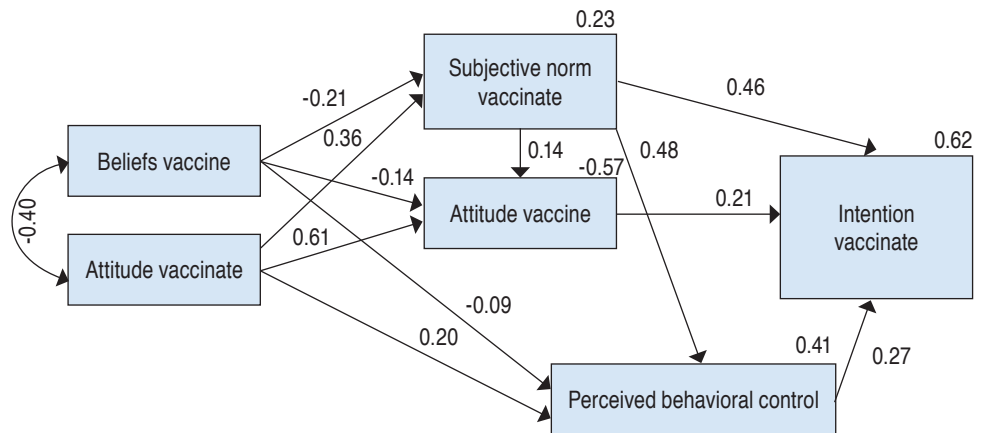 0.23
Subjective norm
vaccinate
-0.21
0.46
0.36
0.62
Beliefs vaccine
0.14
0.48
-0.57
-0.14
Attitude vaccine
0.21
Intention
vaccinate
-0.40
0.61
Attitude vaccinate
-0.09
0.20
0.41
0.27
Perceived behavioral control